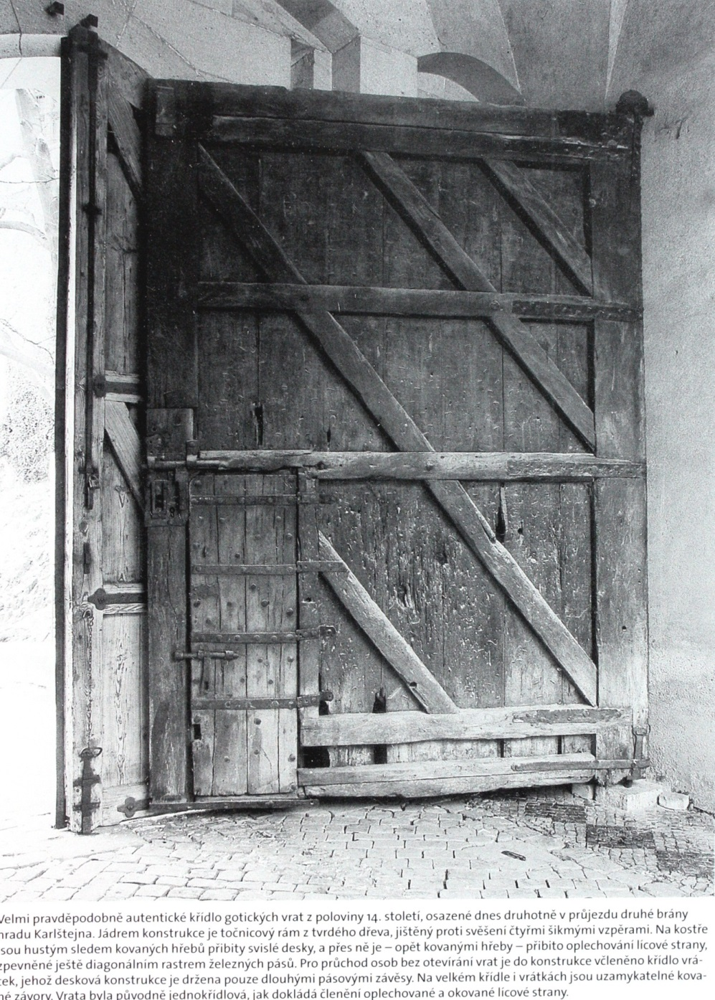 Velmi pravděpodobně autentické křídlo gotických vrat z poloviny 14. století, osazené dnes druhotně v průjezdu druhé brány
hradu Karlštejna. Jádrem konstrukce je točnicový rám z tvrdého dřeva, jištěný proti svěšení čtyřmi šikmými vzpěrami. Na kostře
jsou hustým sledem kovaných hřebů přibity svislé desky, a přes ně je – opět kovanými hřeby – přibito oplechování lícové strany,
zpevněné ještě diagonálním rastrem železných pásů. Pro průchod osob bez otevírání vrat je do konstrukce včleněno křídlo vrá-
tek, jehož desková konstrukce je držena pouze dlouhými pásovými závěsy. Na velkém křídle i vrátkách jsou uzamykatelné kova-
né závory. Vrata byla původně jednokřídlová, jak dokládá členění oplechované a okované lícové strany.